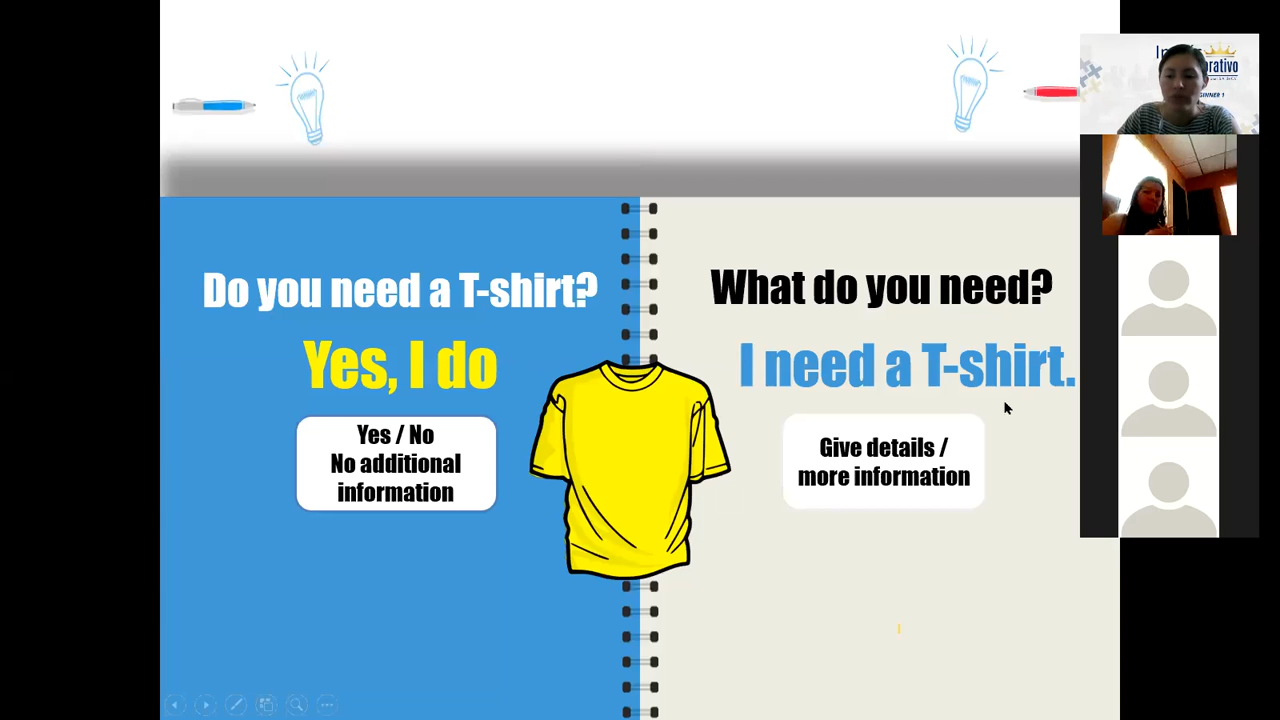 Do you need a T-shirt?
Yes, I do
Yes / No
No additional
information
What do you need?
I need a T-shirt.
Give details /
more information